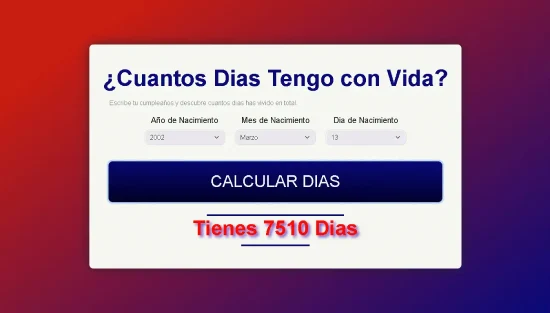 ¿Cuantos Dias Tengo con Vida?
Escribe tu cumpleaños y descubre cuantos dias has vivido en total.
Año de Nacimiento Mes de Nacimiento Dia de Nacimiento
2002 Marzo 13
CALCULAR DIAS
Tienes 7510 Dias